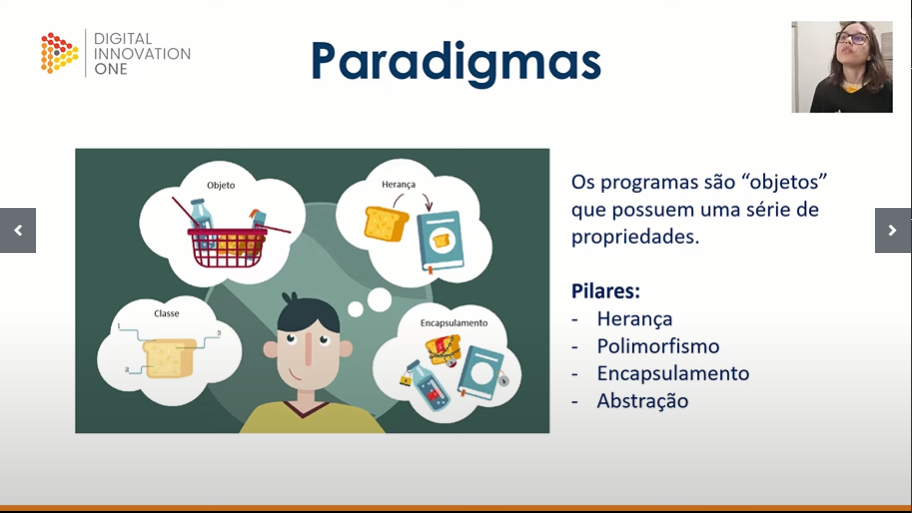 DIGITAL
INNOVATION
ONE
Paradigmas
Objeto
Herança
Classe
1
3
2
Encapsulamento
Os programas são “objetos”
que possuem uma série de
propriedades.
Pilares:
- Herança
- Polimorfismo
- Encapsulamento
- Abstração